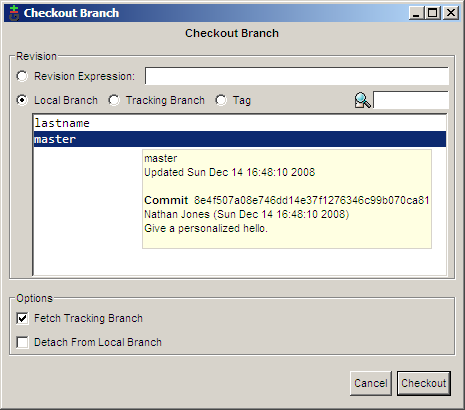 Checkout Branch
Checkout Branch
Revision
Revision Expression:
Local Branch Tracking Branch Tag
lastname
master
master
Updated Sun Dec 14 16:48:10 2008
Commit 8e4f507a08e746dd14e37f1276346c99b070ca81
Nathan Jones (Sun Dec 14 16:48:10 2008)
Give a personalized hello.
Options
Fetch Tracking Branch
Detach From Local Branch
Cancel Checkout